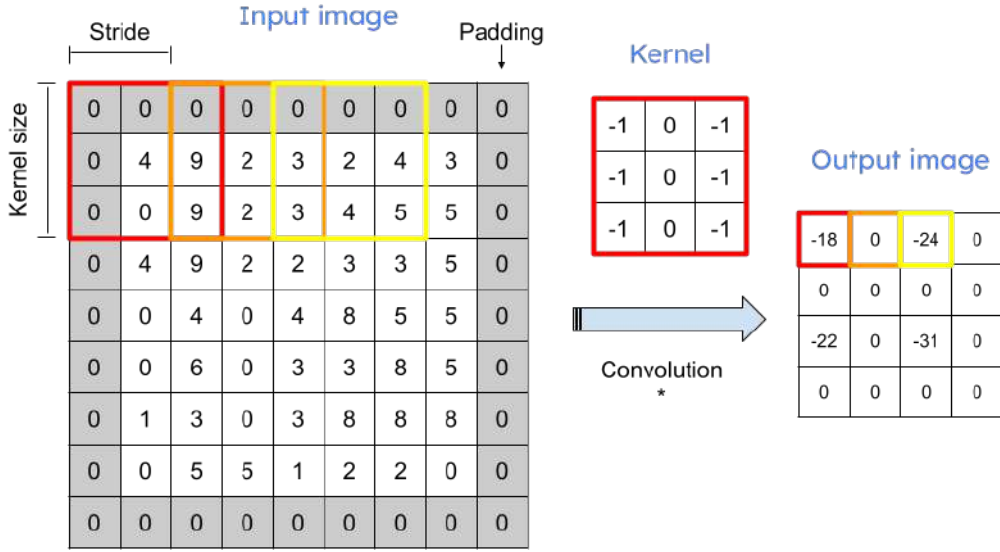 Input image
Stride
Padding
Kernel
Kernel size
0 0 0 0 0 0 0 0 0
0 4 9 2 3 2 4 3 0
0 0 9 2 3 4 5 5 0
0 4 9 2 2 3 3 5 0
0 0 4 0 4 8 5 5 0
0 0 6 0 3 3 8 5 0
0 1 3 0 3 8 8 8 0
0 0 5 5 1 2 2 0 0
0 0 0 0 0 0 0 0 0
-1 0 -1
-1 0 -1
-1 0 -1
Convolution
*
Output image
-18 0 -24 0
0 0 0 0
-22 0 -31 0
0 0 0 0